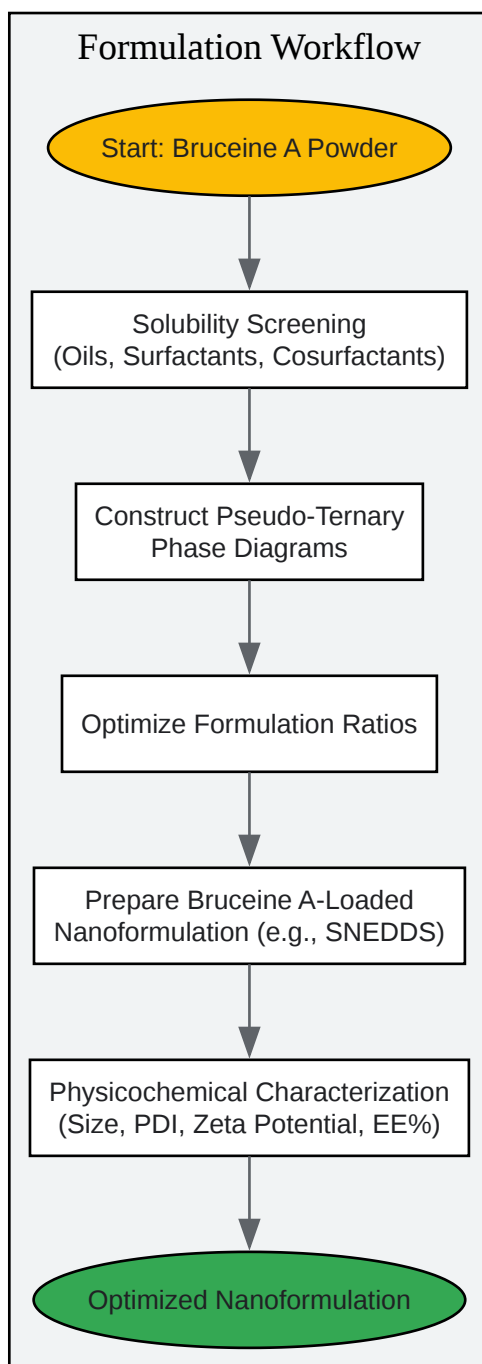 Formulation Workflow
Start: Bruceine A Powder
Solubility Screening
(Oils, Surfactants, Cosurfactants)
Construct Pseudo-Ternary
Phase Diagrams
Optimize Formulation Ratios
Prepare Bruceine A-Loaded
Nanoformulation (e.g., SNEDDS)
Physicochemical Characterization
(Size, PDI, Zeta Potential, EE%)
Optimized Nanoformulation